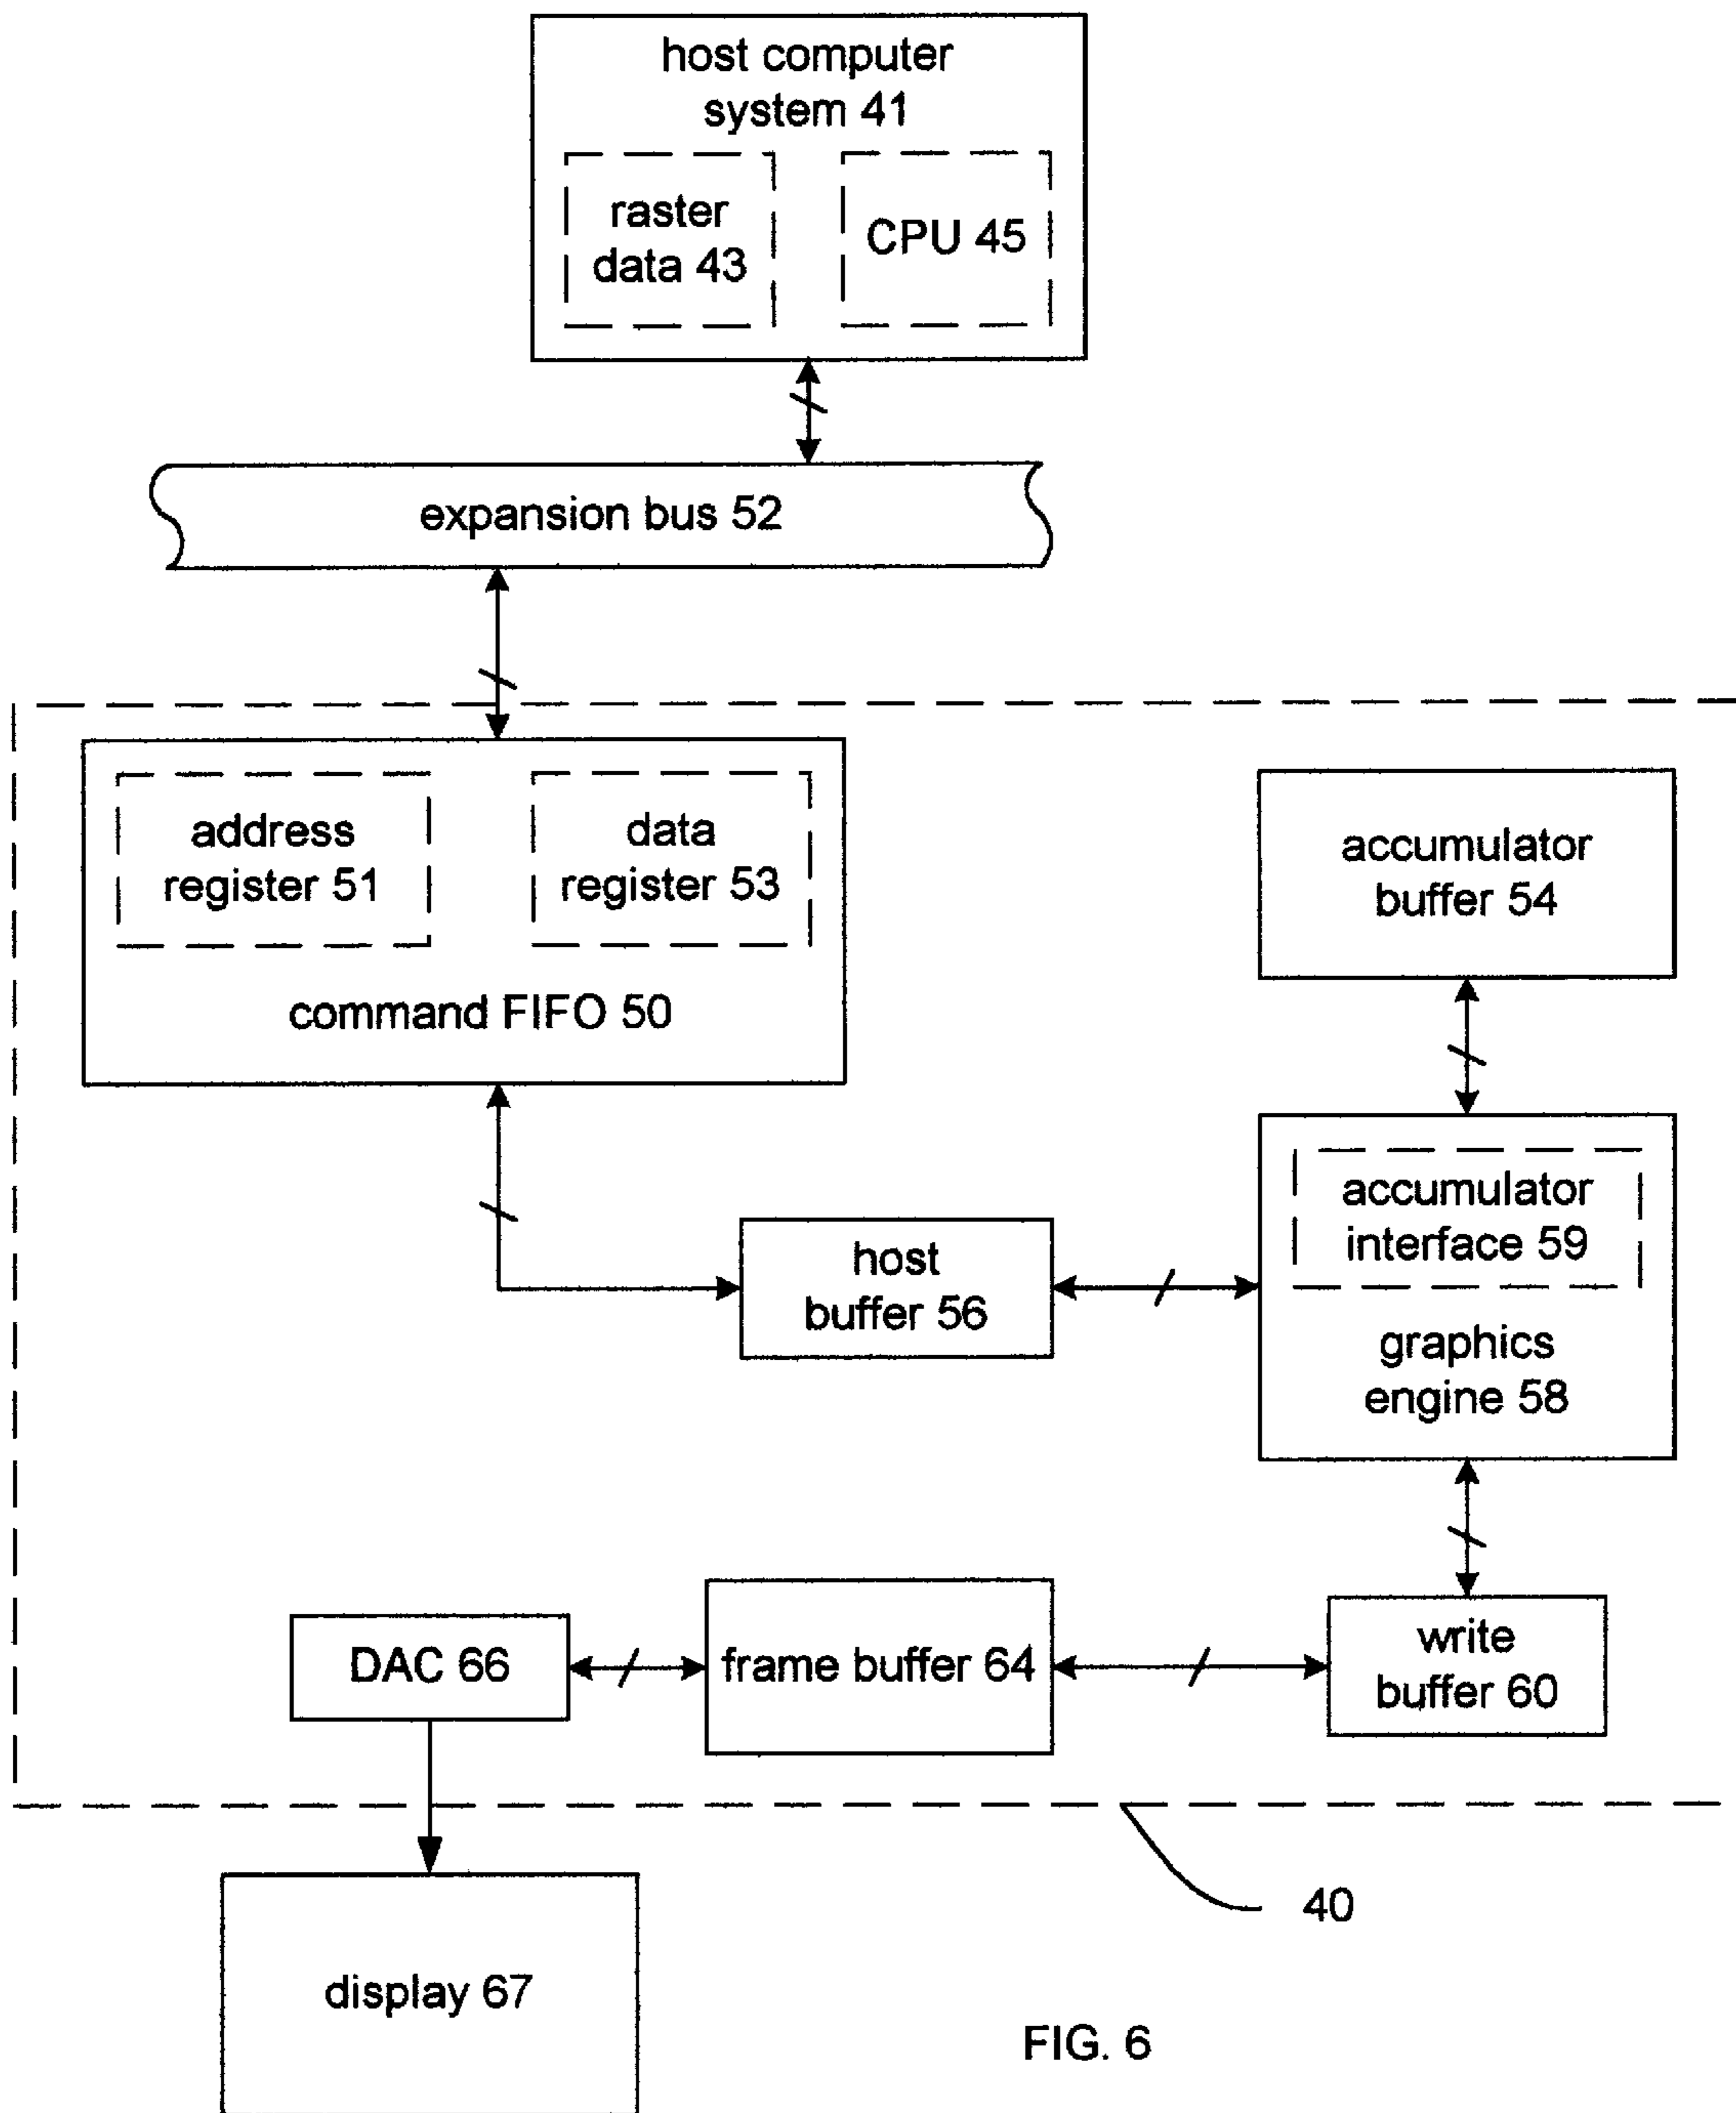 host computer
system 41
raster
data 43
CPU 45
expansion bus 52
address
register 51
data
register 53
command FIFO 50
accumulator
buffer 54
accumulator
interface 59
graphics
engine 58
host
buffer 56
DAC 66
frame buffer 64
write
buffer 60
40
display 67
FIG. 6